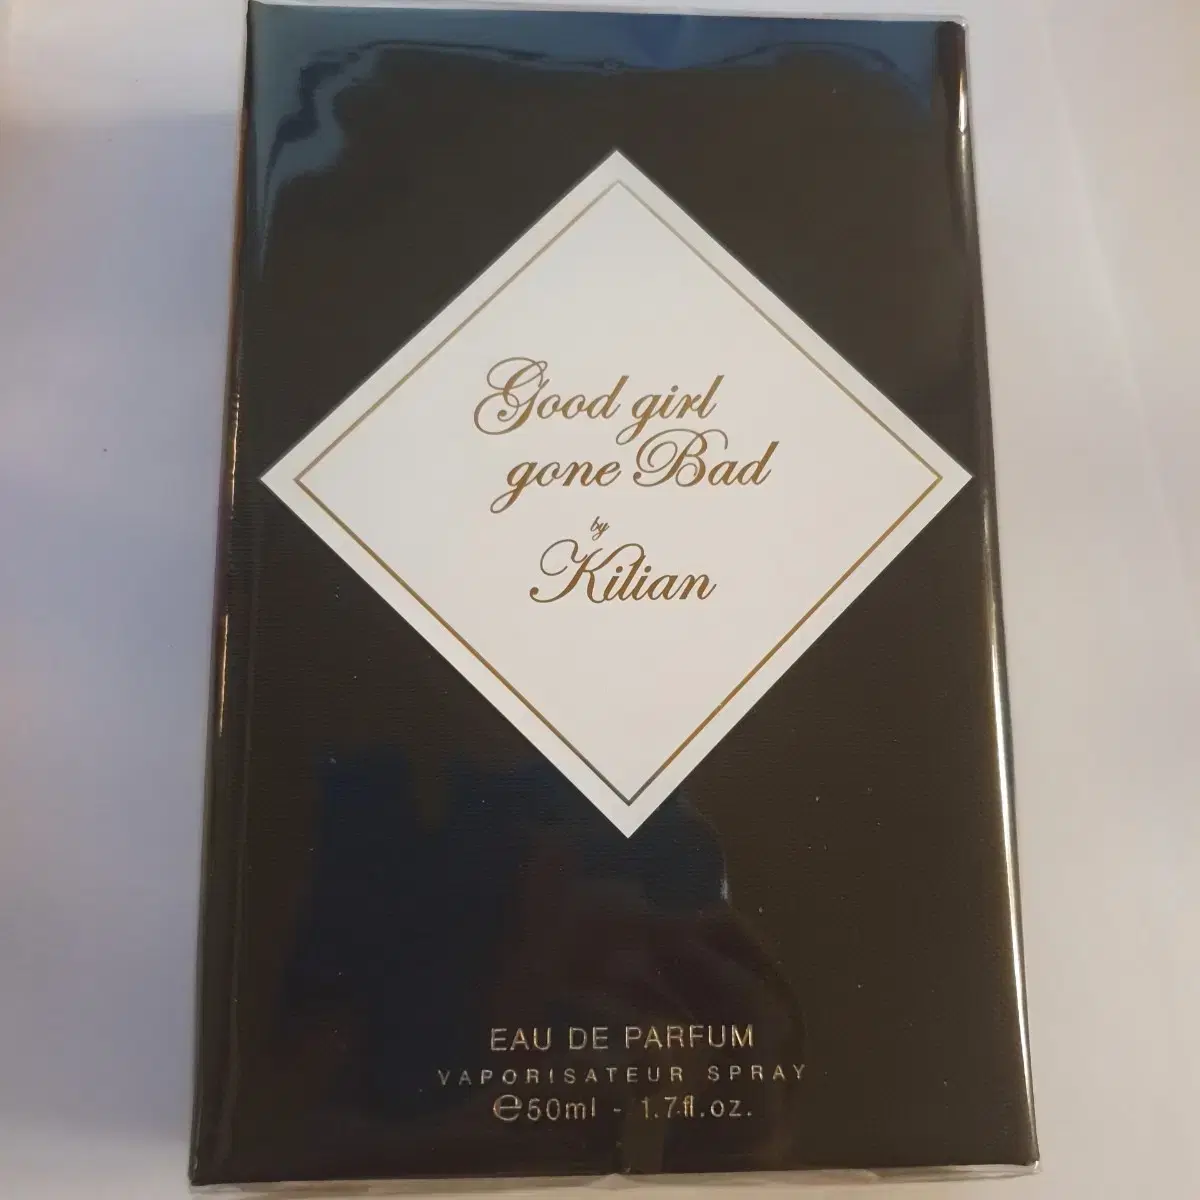 Good girl
gone Bad
by
Kilian
EAU DE PARFUM
VAPORISATEUR SPRAY
℮50ml - 1.7fl.oz.